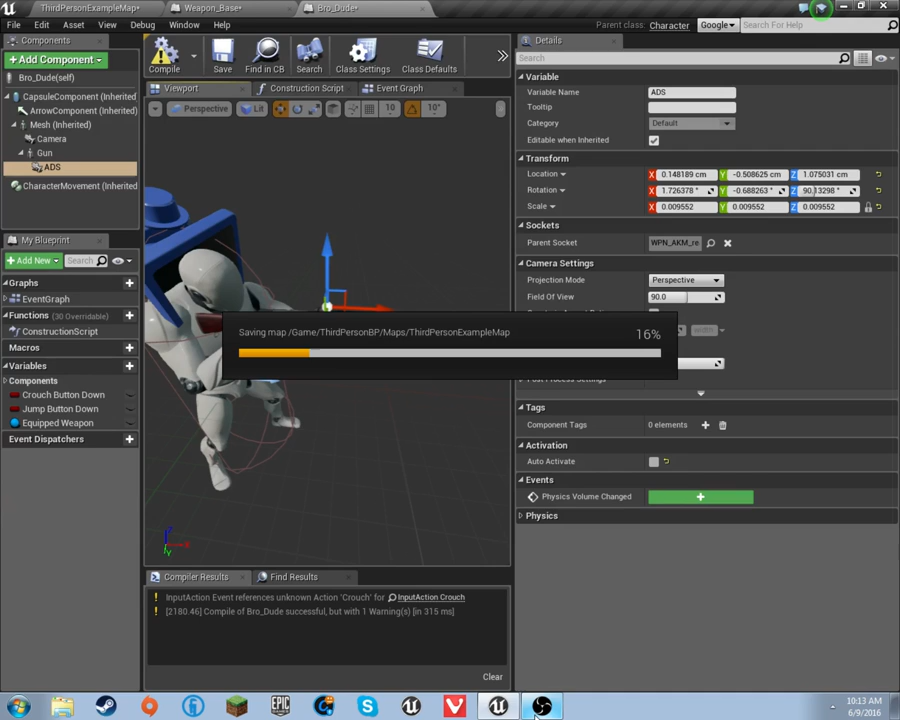 ThirdPersonExampleMap*
Weapon_Base*
Bro_Dude*
File Edit Asset View Debug Window Help
Parent class: Character
Google
Search For Help
Components
+ Add Component
Bro_Dude(self)
CapsuleComponent (Inherited)
ArrowComponent (Inherited)
Mesh (Inherited)
Camera
Gun
ADS
CharacterMovement (Inherited)
My Blueprint
Add New
Search
Graphs
EventGraph
Functions (30 Overridable)
ConstructionScript
Macros
Variables
Components
Crouch Button Down
Jump Button Down
Equipped Weapon
Event Dispatchers
Compile
Save
Find in CB
Search
Class Settings
Class Defaults
Viewport
Construction Script
Event Graph
Perspective
Lit
10
10°
Saving map /Game/ThirdPersonBP/Maps/ThirdPersonExampleMap
16%
Compiler Results
Find Results
InputAction Event references unknown Action 'Crouch' for InputAction Crouch
[2180.46] Compile of Bro_Dude successful, but with 1 Warning(s) [in 315 ms]
Clear
Details
Search
Variable
Variable Name ADS
Tooltip
Category Default
Editable when Inherited
Transform
Location X 0.148189 cm Y -0.508625 cm Z 1.075031 cm
Rotation X 1.726378 ° Y -0.688263 ° Z 90.13298 °
Scale X 0.009552 Y 0.009552 Z 0.009552
Sockets
Parent Socket WPN_AKM_re
Camera Settings
Projection Mode Perspective
Field Of View 90.0
Tags
Component Tags 0 elements
Activation
Auto Activate
Events
Physics Volume Changed
Physics
EPIC GAMES
10:13 AM
6/9/2016